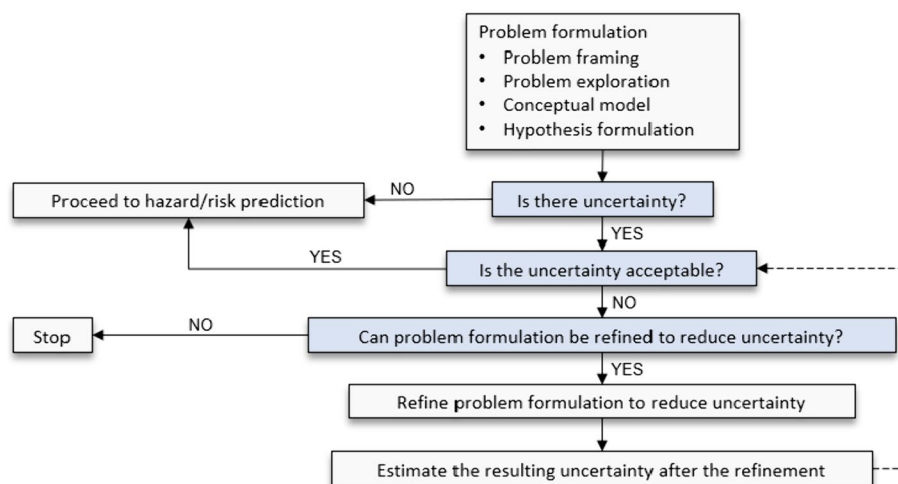 Problem formulation
• Problem framing
• Problem exploration
• Conceptual model
• Hypothesis formulation
NO
Proceed to hazard/risk prediction
Is there uncertainty?
YES
YES
Is the uncertainty acceptable?
NO
NO
Stop
Can problem formulation be refined to reduce uncertainty?
YES
Refine problem formulation to reduce uncertainty
Estimate the resulting uncertainty after the refinement